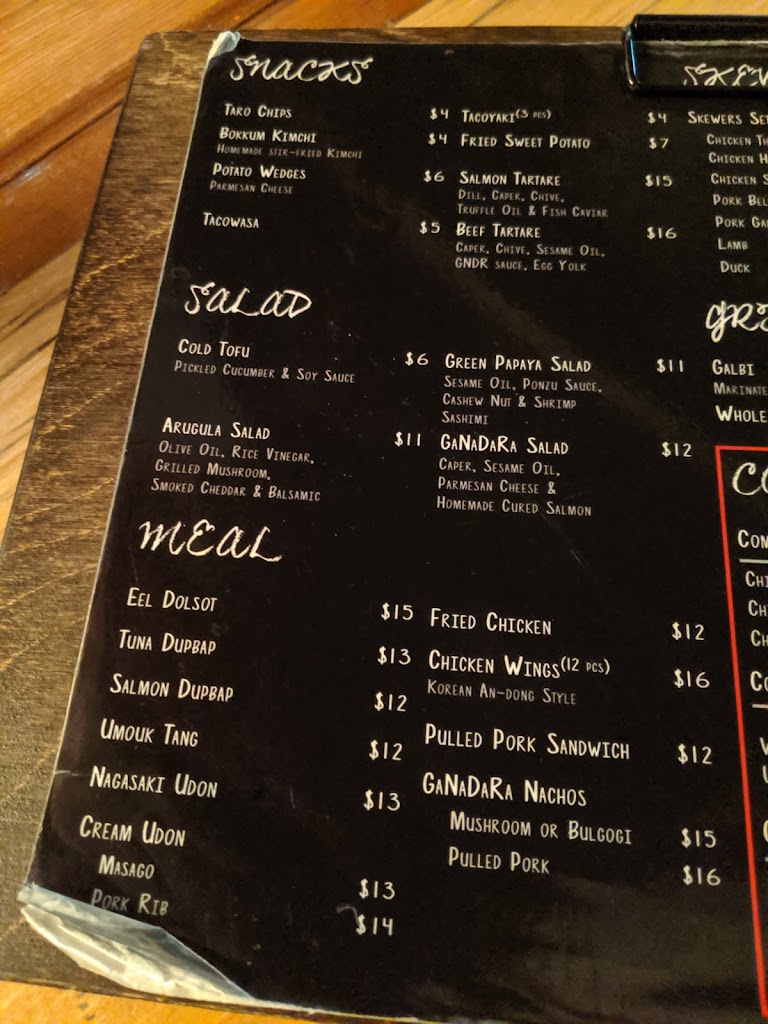 SNACKS
TARO CHIPS $4
BOKKUM KIMCHI $4
HOMEMADE STIR-FRIED KIMCHI
POTATO WEDGES $6
PARMESAN CHEESE
TACOWASA $5
TACOYAKI(3 PCS) $4
FRIED SWEET POTATO $7
SALMON TARTARE $15
DILL, CAPER, CHIVE,
TRUFFLE OIL & FISH CAVIAR
BEEF TARTARE $16
CAPER, CHIVE, SESAME OIL,
GNDR SAUCE, EGG YOLK
SALAD
COLD TOFU $6
PICKLED CUCUMBER & SOY SAUCE
ARUGULA SALAD $11
OLIVE OIL, RICE VINEGAR,
GRILLED MUSHROOM,
SMOKED CHEDDAR & BALSAMIC
GREEN PAPAYA SALAD $11
SESAME OIL, PONZU SAUCE,
CASHEW NUT & SHRIMP
SASHIMI
GANADARA SALAD $12
CAPER, SESAME OIL,
PARMESAN CHEESE &
HOMEMADE CURED SALMON
MEAL
EEL DOLSOT $15
TUNA DUPBAP $13
SALMON DUPBAP $12
UMOUK TANG $12
NAGASAKI UDON $13
CREAM UDON
MASAGO $13
PORK RIB $14
FRIED CHICKEN $12
CHICKEN WINGS(12 PCS) $16
KOREAN AN-DONG STYLE
PULLED PORK SANDWICH $12
GANADARA NACHOS
MUSHROOM OR BULGOGI $15
PULLED PORK $16
SKEWERS
CHICKEN
CHICKEN
CHICKEN
PORK
PORK
LAMB
DUCK
GALBI
WHOLE